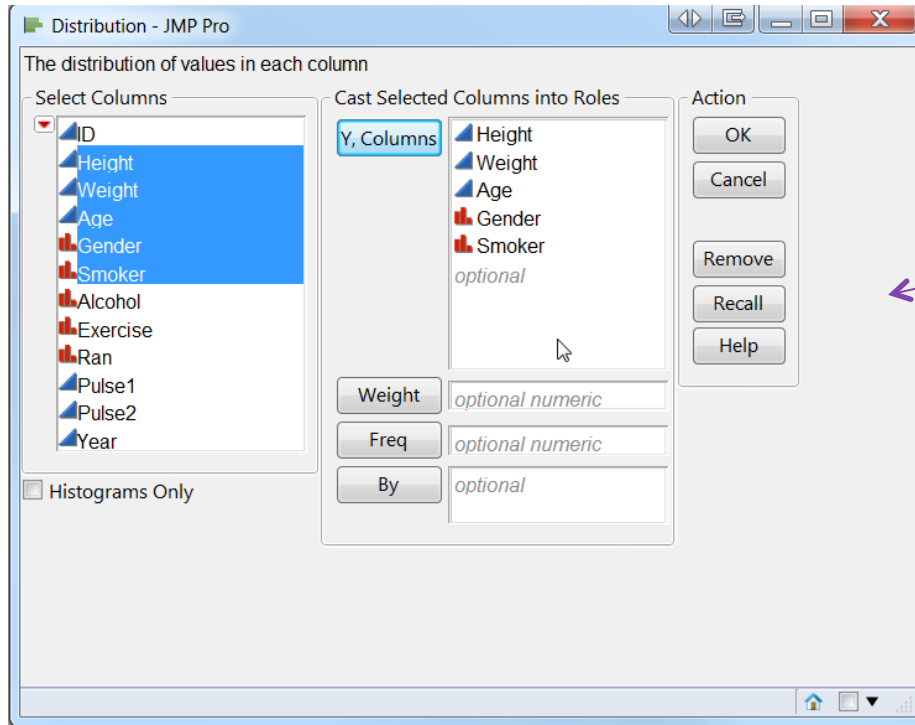 Distribution - JMP Pro
The distribution of values in each column
Select Columns
ID
Height
Weight
Age
Gender
Smoker
Alcohol
Exercise
Ran
Pulse1
Pulse2
Year
Histograms Only
Cast Selected Columns into Roles
Y, Columns
Height
Weight
Age
Gender
Smoker
optional
Weight
optional numeric
Freq
optional numeric
By
optional
Action
OK
Cancel
Remove
Recall
Help